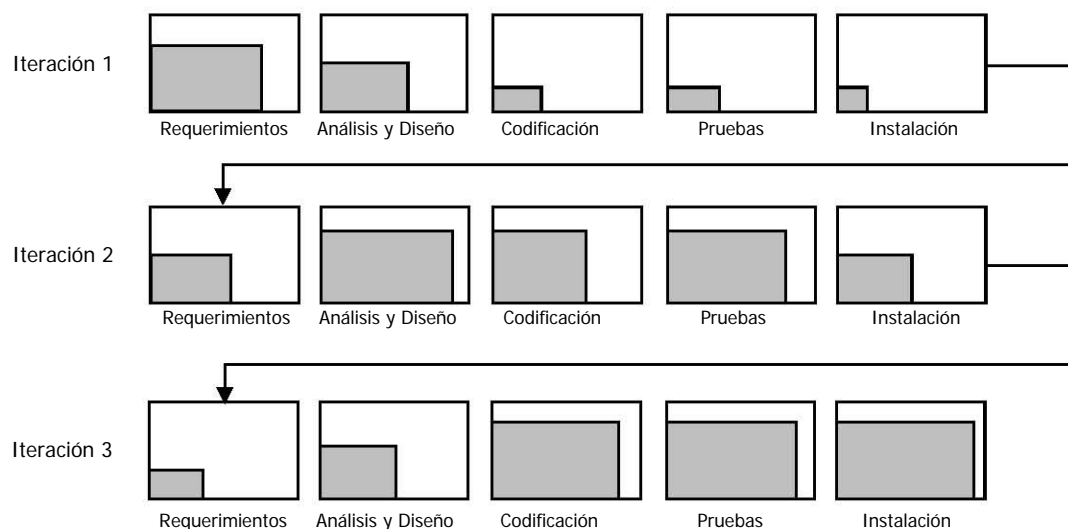 Iteración 1
Requerimientos Análisis y Diseño Codificación Pruebas Instalación
Iteración 2
Requerimientos Análisis y Diseño Codificación Pruebas Instalación
Iteración 3
Requerimientos Análisis y Diseño Codificación Pruebas Instalación